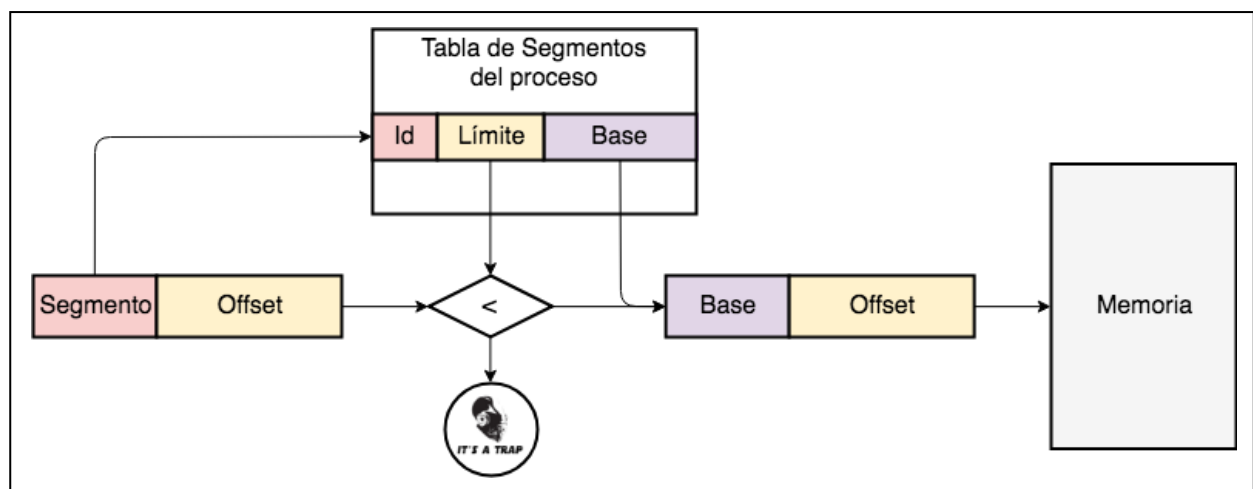 Tabla de Segmentos
del proceso
Id
Límite
Base
Segmento
Offset
<
Base
Offset
Memoria
IT'S A TRAP